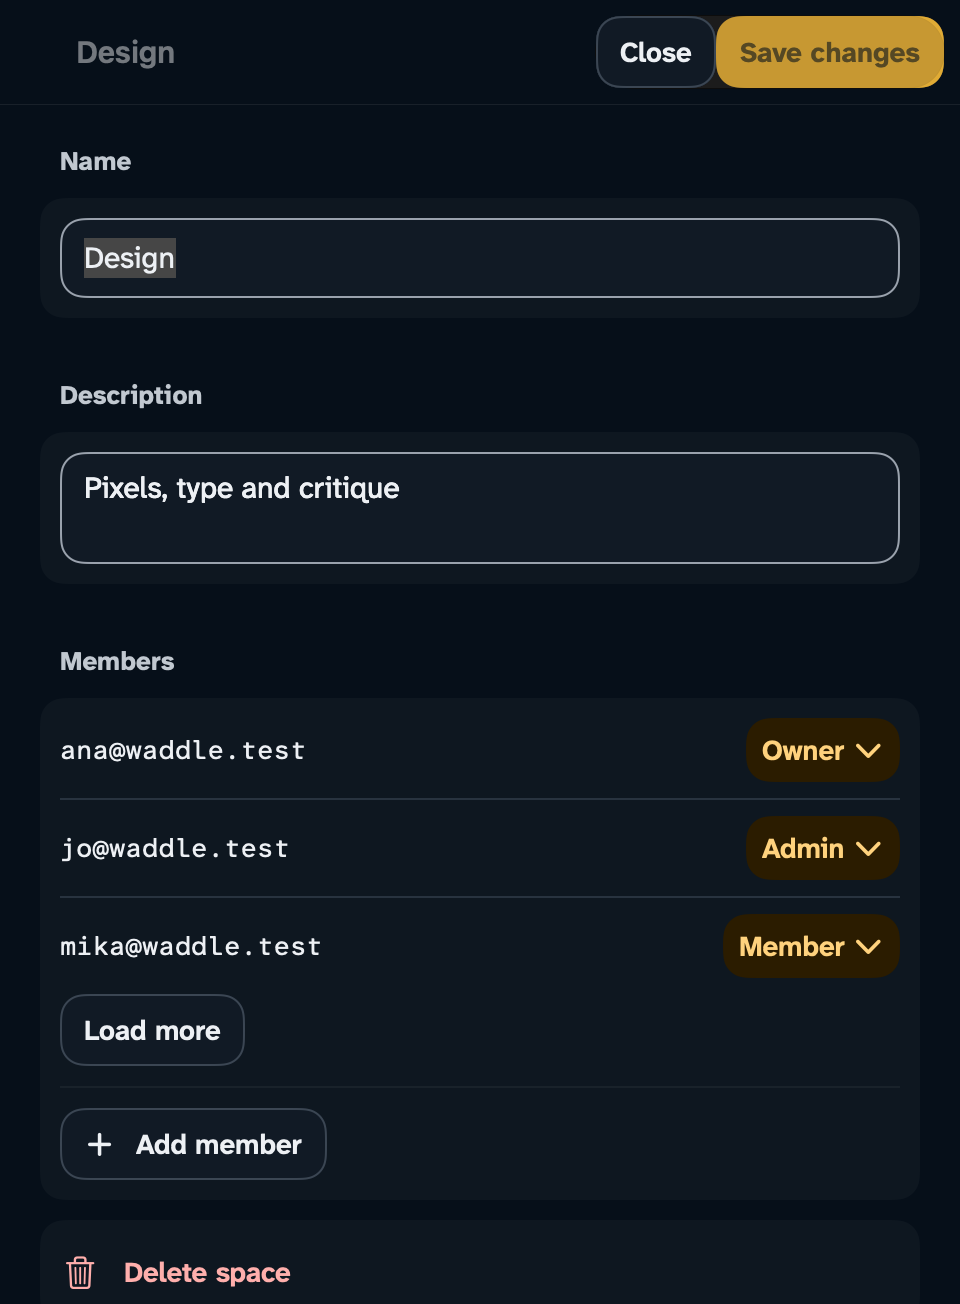 Design
Close
Save changes
Name
Design
Description
Pixels, type and critique
Members
ana@waddle.test
Owner
jo@waddle.test
Admin
mika@waddle.test
Member
Load more
Add member
Delete space